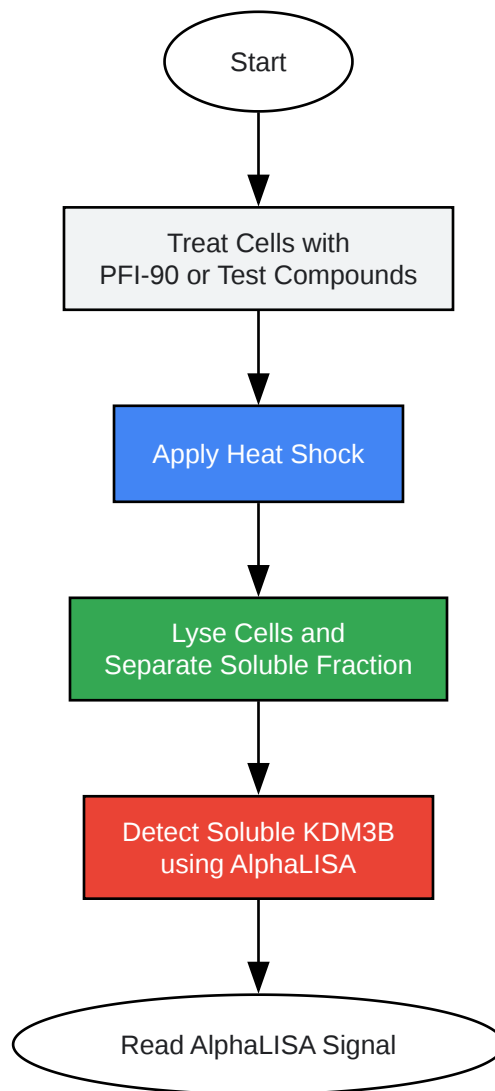 Start
Treat Cells with
PFI-90 or Test Compounds
Apply Heat Shock
Lyse Cells and
Separate Soluble Fraction
Detect Soluble KDM3B
using AlphaLISA
Read AlphaLISA Signal